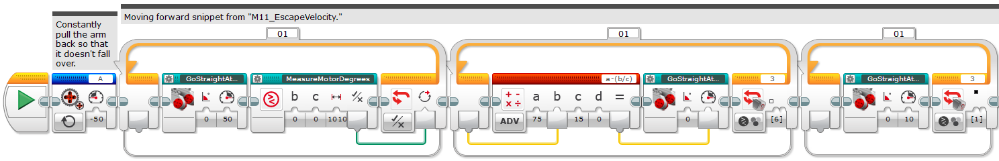 Moving forward snippet from "M11_EscapeVelocity."
Constantly
pull the arm
back so that
it doesn't fall
over.
01
01
01
A
GoStraightAt...
MeasureMotorDegrees
a-(b/c)
GoStraightAt...
3
GoStraightAt...
3
b c
a b c d =
-50
0 50
0 0 1010
ADV
75 15 0
0
[6]
0 10
[1]